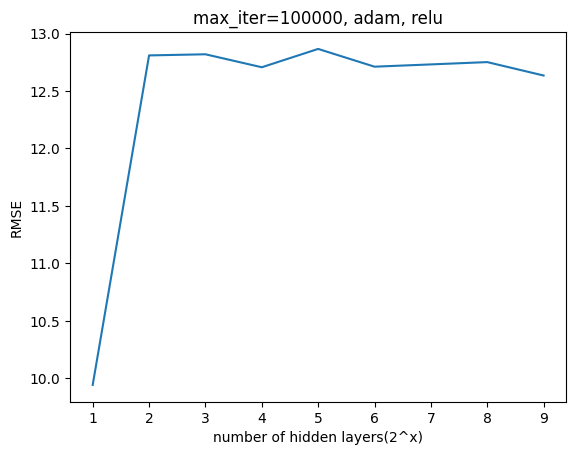 max_iter=100000, adam, relu
RMSE
13.0
12.5
12.0
11.5
11.0
10.5
10.0
1 2 3 4 5 6 7 8 9
number of hidden layers(2^x)